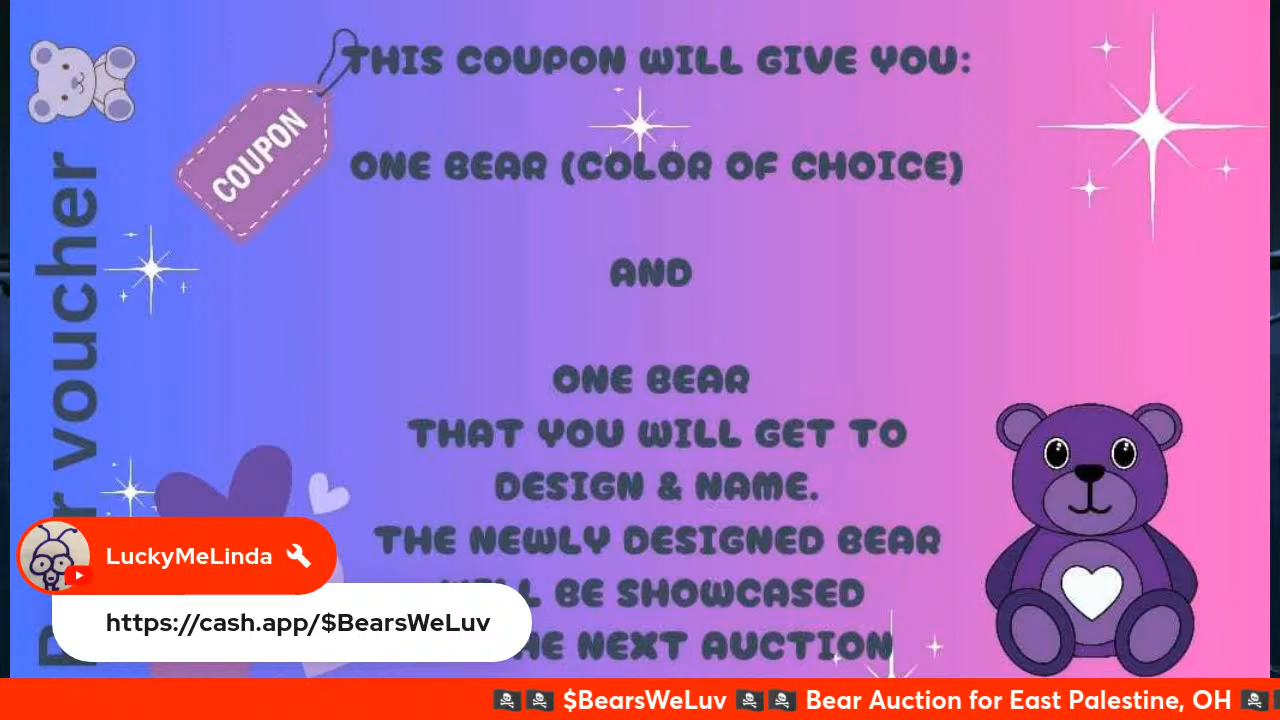 THIS COUPON WILL GIVE YOU:
COUPON
ONE BEAR (COLOR OF CHOICE)
AND
ONE BEAR
THAT YOU WILL GET TO
DESIGN & NAME.
THE NEWLY DESIGNED BEAR
BE SHOWCASED
NEXT AUCTION
voucher
LuckyMeLinda
https://cash.app/$BearsWeLuv
$BearsWeLuv Bear Auction for East Palestine, OH